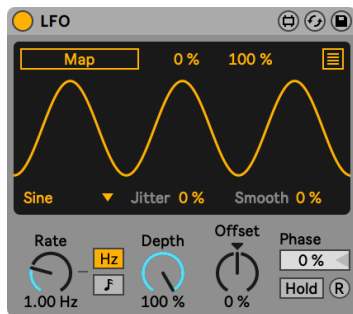 LFO
Map 0 % 100 %
Sine Jitter 0 % Smooth 0 %
Rate Hz Depth Offset Phase
0 %
1.00 Hz 100 % 0 % Hold R